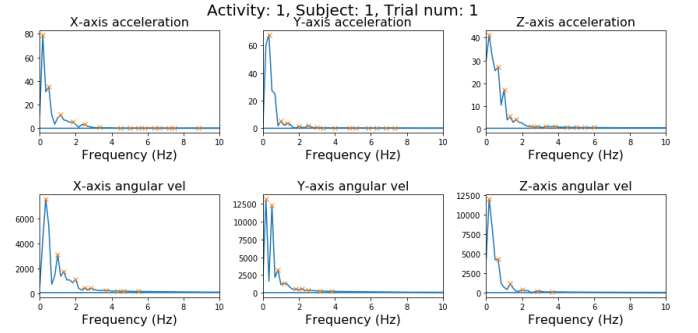 Activity: 1, Subject: 1, Trial num: 1
X-axis acceleration
Y-axis acceleration
Z-axis acceleration
80
60
40
20
0
0 2 4 6 8 10
Frequency (Hz)
60
40
20
0
0 2 4 6 8 10
Frequency (Hz)
40
30
20
10
0
0 2 4 6 8 10
Frequency (Hz)
X-axis angular vel
Y-axis angular vel
Z-axis angular vel
6000
4000
2000
0
0 2 4 6 8 10
Frequency (Hz)
12500
10000
7500
5000
2500
0
0 2 4 6 8 10
Frequency (Hz)
12500
10000
7500
5000
2500
0
0 2 4 6 8 10
Frequency (Hz)